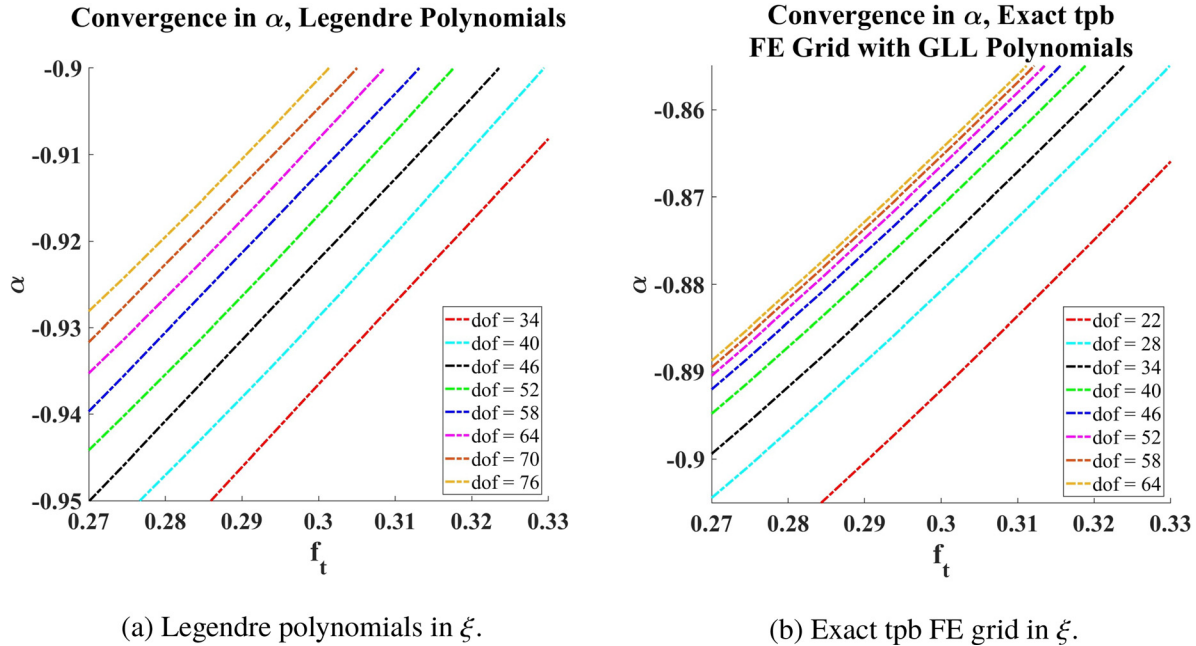 Convergence in α, Legendre Polynomials
-0.9
-0.91
-0.92
-0.93
-0.94
-0.95
α
0.27
0.28
0.29
0.3
0.31
0.32
0.33
f_t
dof = 34
dof = 40
dof = 46
dof = 52
dof = 58
dof = 64
dof = 70
dof = 76
(a) Legendre polynomials in ξ.
Convergence in α, Exact tpb
FE Grid with GLL Polynomials
-0.86
-0.87
-0.88
-0.89
-0.9
α
0.27
0.28
0.29
0.3
0.31
0.32
0.33
f_t
dof = 22
dof = 28
dof = 34
dof = 40
dof = 46
dof = 52
dof = 58
dof = 64
(b) Exact tpb FE grid in ξ.